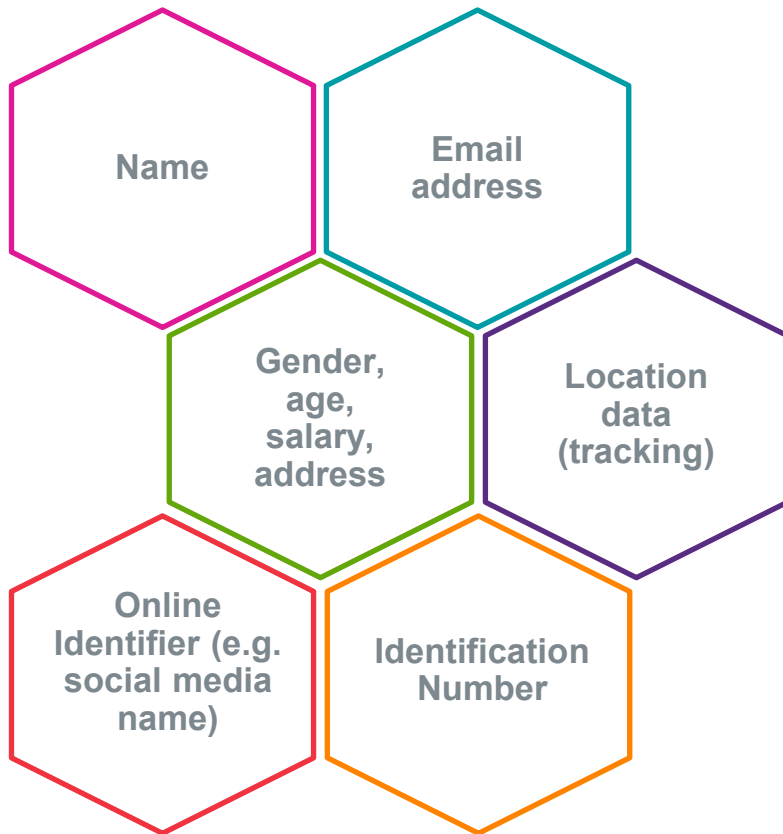 Name
Email
address
Gender,
age,
salary,
address
Location
data
(tracking)
Online
Identifier (e.g.
social media
name)
Identification
Number